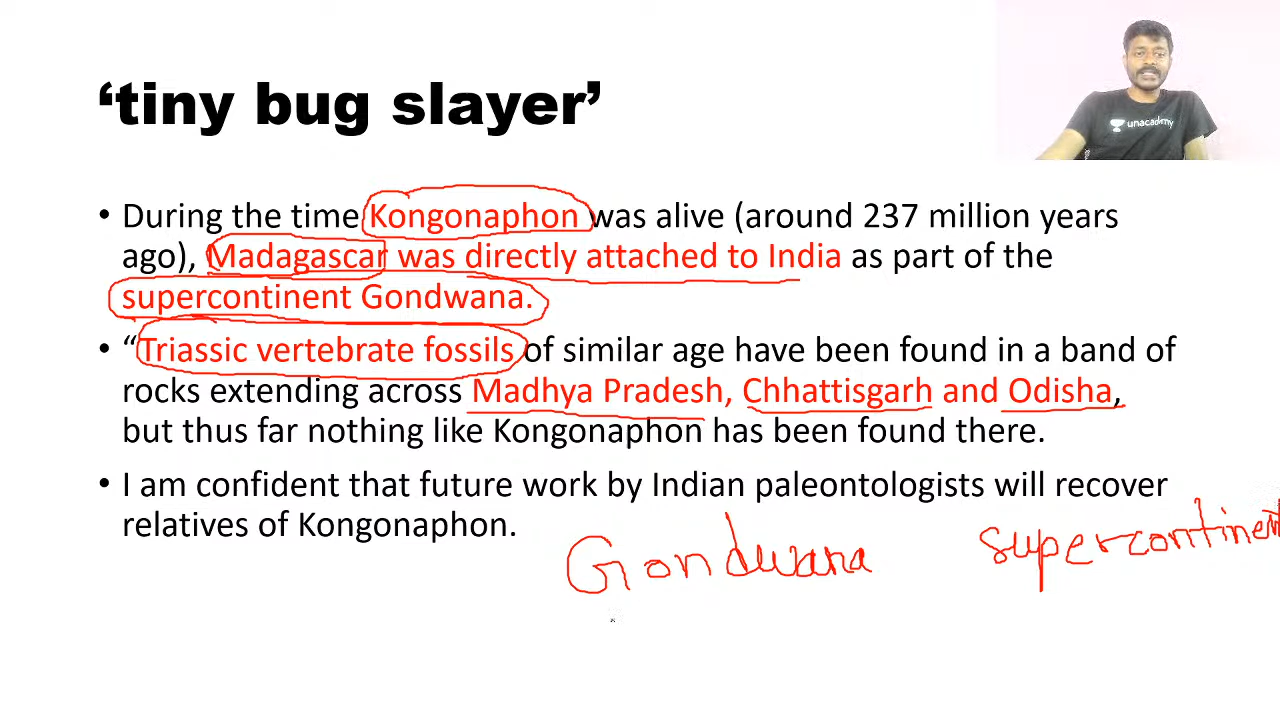 ‘tiny bug slayer’
unacademy
• During the time Kongonaphon was alive (around 237 million years
ago), Madagascar was directly attached to India as part of the
supercontinent Gondwana.
• “Triassic vertebrate fossils of similar age have been found in a band of
rocks extending across Madhya Pradesh, Chhattisgarh and Odisha,
but thus far nothing like Kongonaphon has been found there.
• I am confident that future work by Indian paleontologists will recover
relatives of Kongonaphon.
Gondwana supercontinent